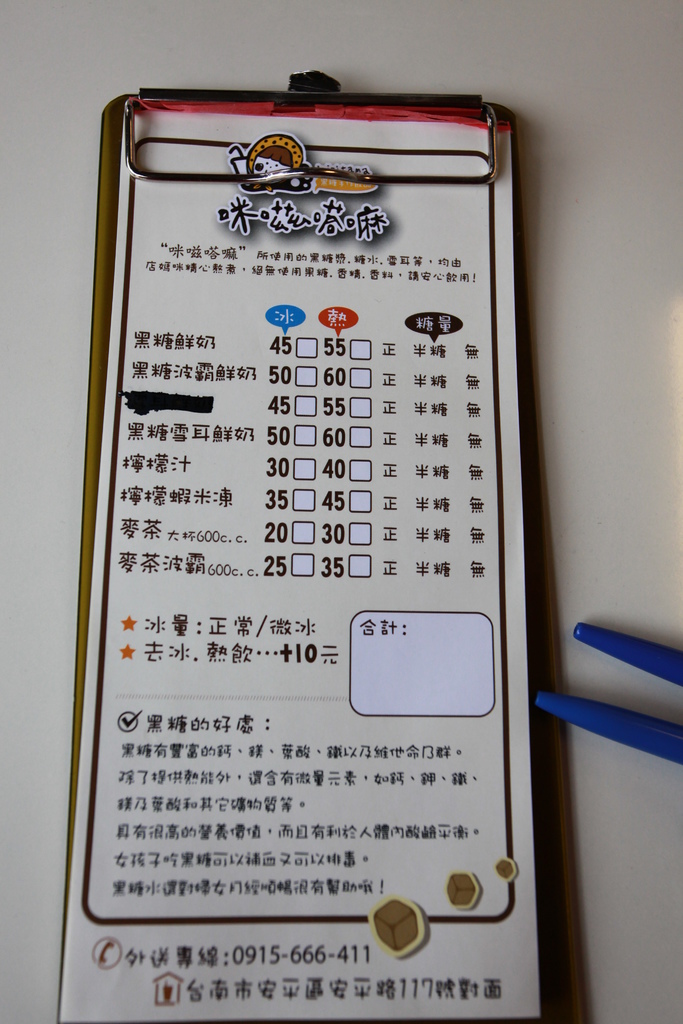 咪嗞嗒麻
“咪嗞嗒嘛”所使用的黑糖漿.糖水.雪耳等，均由
店媽咪精心熬煮，絕無使用果糖.香精.香料，請安心飲用!
冰 熱 糖量
黑糖鮮奶 45 55 正 半糖 無
黑糖波霸鮮奶 50 60 正 半糖 無
45 55 正 半糖 無
黑糖雪耳鮮奶 50 60 正 半糖 無
檸檬汁 30 40 正 半糖 無
檸檬蝦米凍 35 45 正 半糖 無
麥茶 大杯600c.c. 20 30 正 半糖 無
麥茶波霸600c.c. 25 35 正 半糖 無
★ 冰量:正常/微冰
★ 去冰.熱飲…+10元
合計:
黑糖的好處：
黑糖有豐富的鈣、鎂、葉酸、鐵以及維他命B群。
除了提供熱能外，還含有微量元素，如鈣、鉀、鐵、
鎂及葉酸和其它礦物質等。
具有很高的營養價值，而且有利於人體內酸鹼平衡。
女孩子吃黑糖可以補血又可以排毒。
黑糖水還對婦女月經順暢很有幫助哦！
外送專線:0915-666-411
台南市安平區安平路117號對面